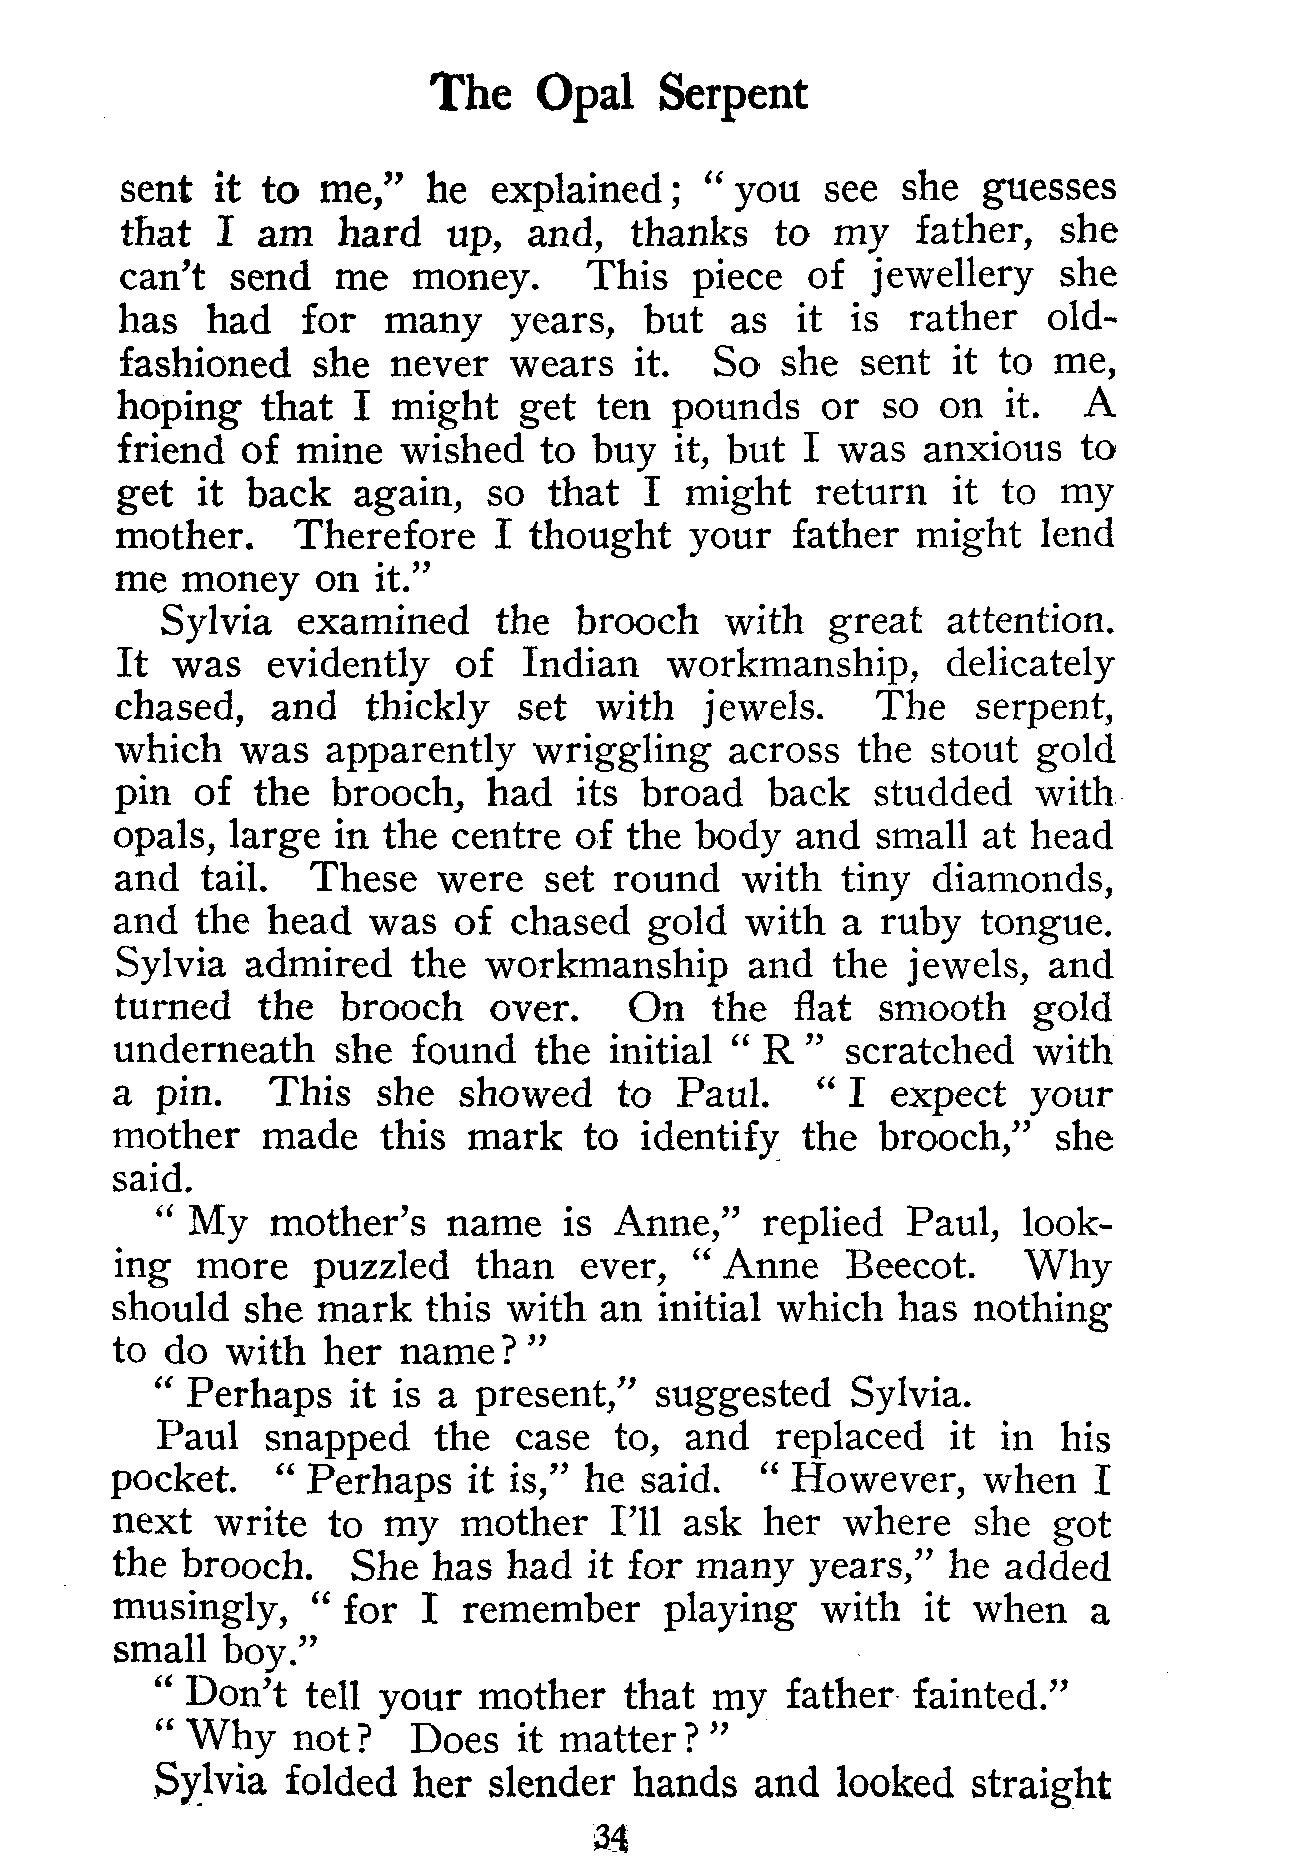 The Opal Serpent
sent it to me,” he explained; “ you see she guesses
that I am hard up, and, thanks to my father, she
can’t send me money. This piece of jewellery she
has had for many years, but as it is rather old-
fashioned she never wears it. So she sent it to me,
hoping that I might get ten pounds or so on it. A
friend of mine wished to buy it, but I was anxious to
get it back again, so that I might return it to my
mother. Therefore I thought your father might lend
me money on it.”
Sylvia examined the brooch with great attention.
It was evidently of Indian workmanship, delicately
chased, and thickly set with jewels. The serpent,
which was apparently wriggling across the stout gold
pin of the brooch, had its broad back studded with
opals, large in the centre of the body and small at head
and tail. These were set round with tiny diamonds,
and the head was of chased gold with a ruby tongue.
Sylvia admired the workmanship and the jewels, and
turned the brooch over. On the flat smooth gold
underneath she found the initial “ R ” scratched with
a pin. This she showed to Paul. “ I expect your
mother made this mark to identify the brooch,” she
said.
“ My mother’s name is Anne,” replied Paul, look-
ing more puzzled than ever, “ Anne Beecot. Why
should she mark this with an initial which has nothing
to do with her name? ”
“ Perhaps it is a present,” suggested Sylvia.
Paul snapped the case to, and replaced it in his
pocket. “ Perhaps it is,” he said. “ However, when I
next write to my mother I’ll ask her where she got
the brooch. She has had it for many years,” he added
musingly, “ for I remember playing with it when a
small boy.”
“ Don’t tell your mother that my father fainted.”
“ Why not? Does it matter? ”
Sylvia folded her slender hands and looked straight
34